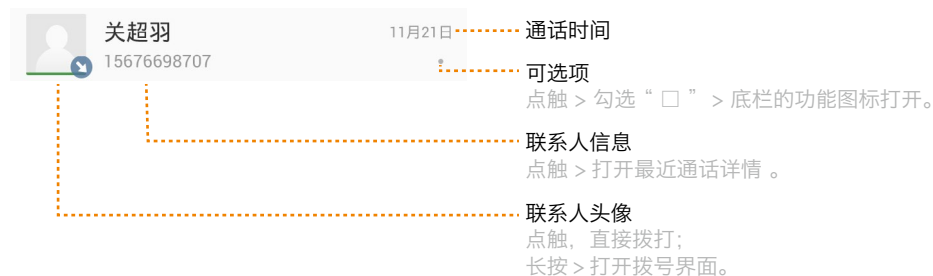 关超羽
11月21日
通话时间
15676698707
可选项
点触 > 勾选“ □ ” > 底栏的功能图标打开。
联系人信息
点触 > 打开最近通话详情 。
联系人头像
点触，直接拨打；
长按 > 打开拨号界面。